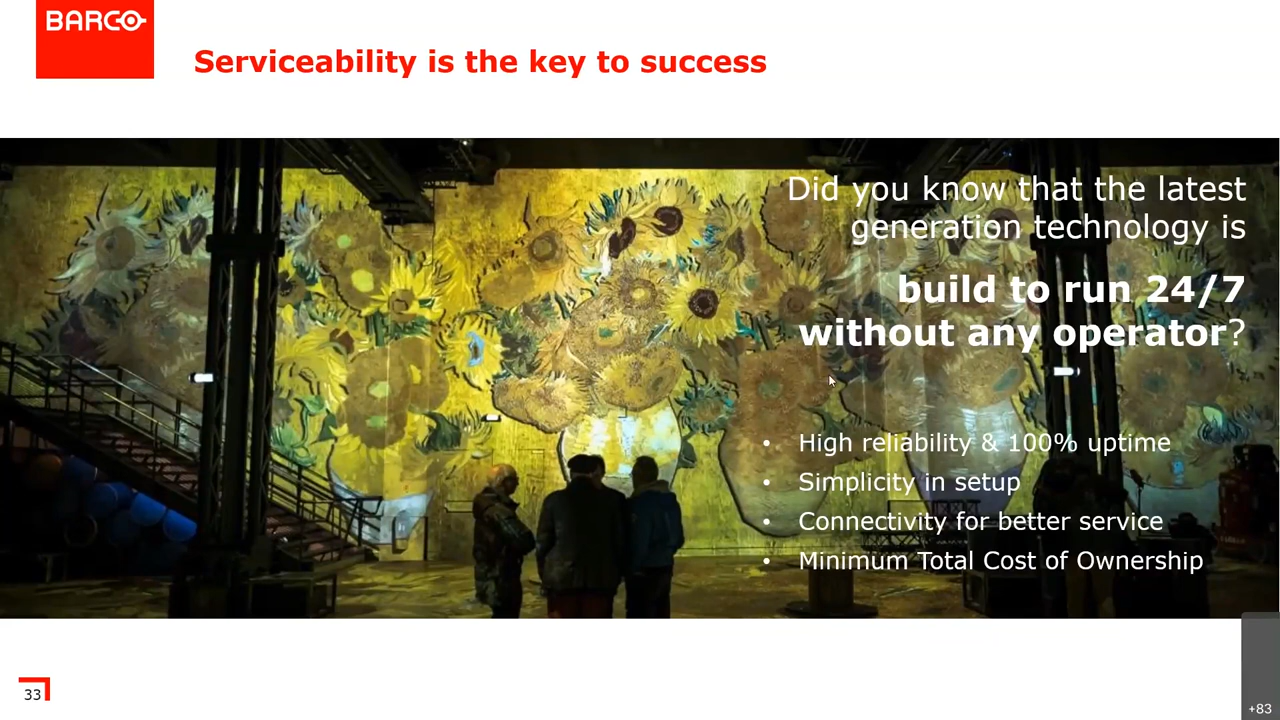 BARCO
Serviceability is the key to success
Did you know that the latest
generation technology is
build to run 24/7
without any operator?
• High reliability & 100% uptime
• Simplicity in setup
• Connectivity for better service
• Minimum Total Cost of Ownership
33
+83